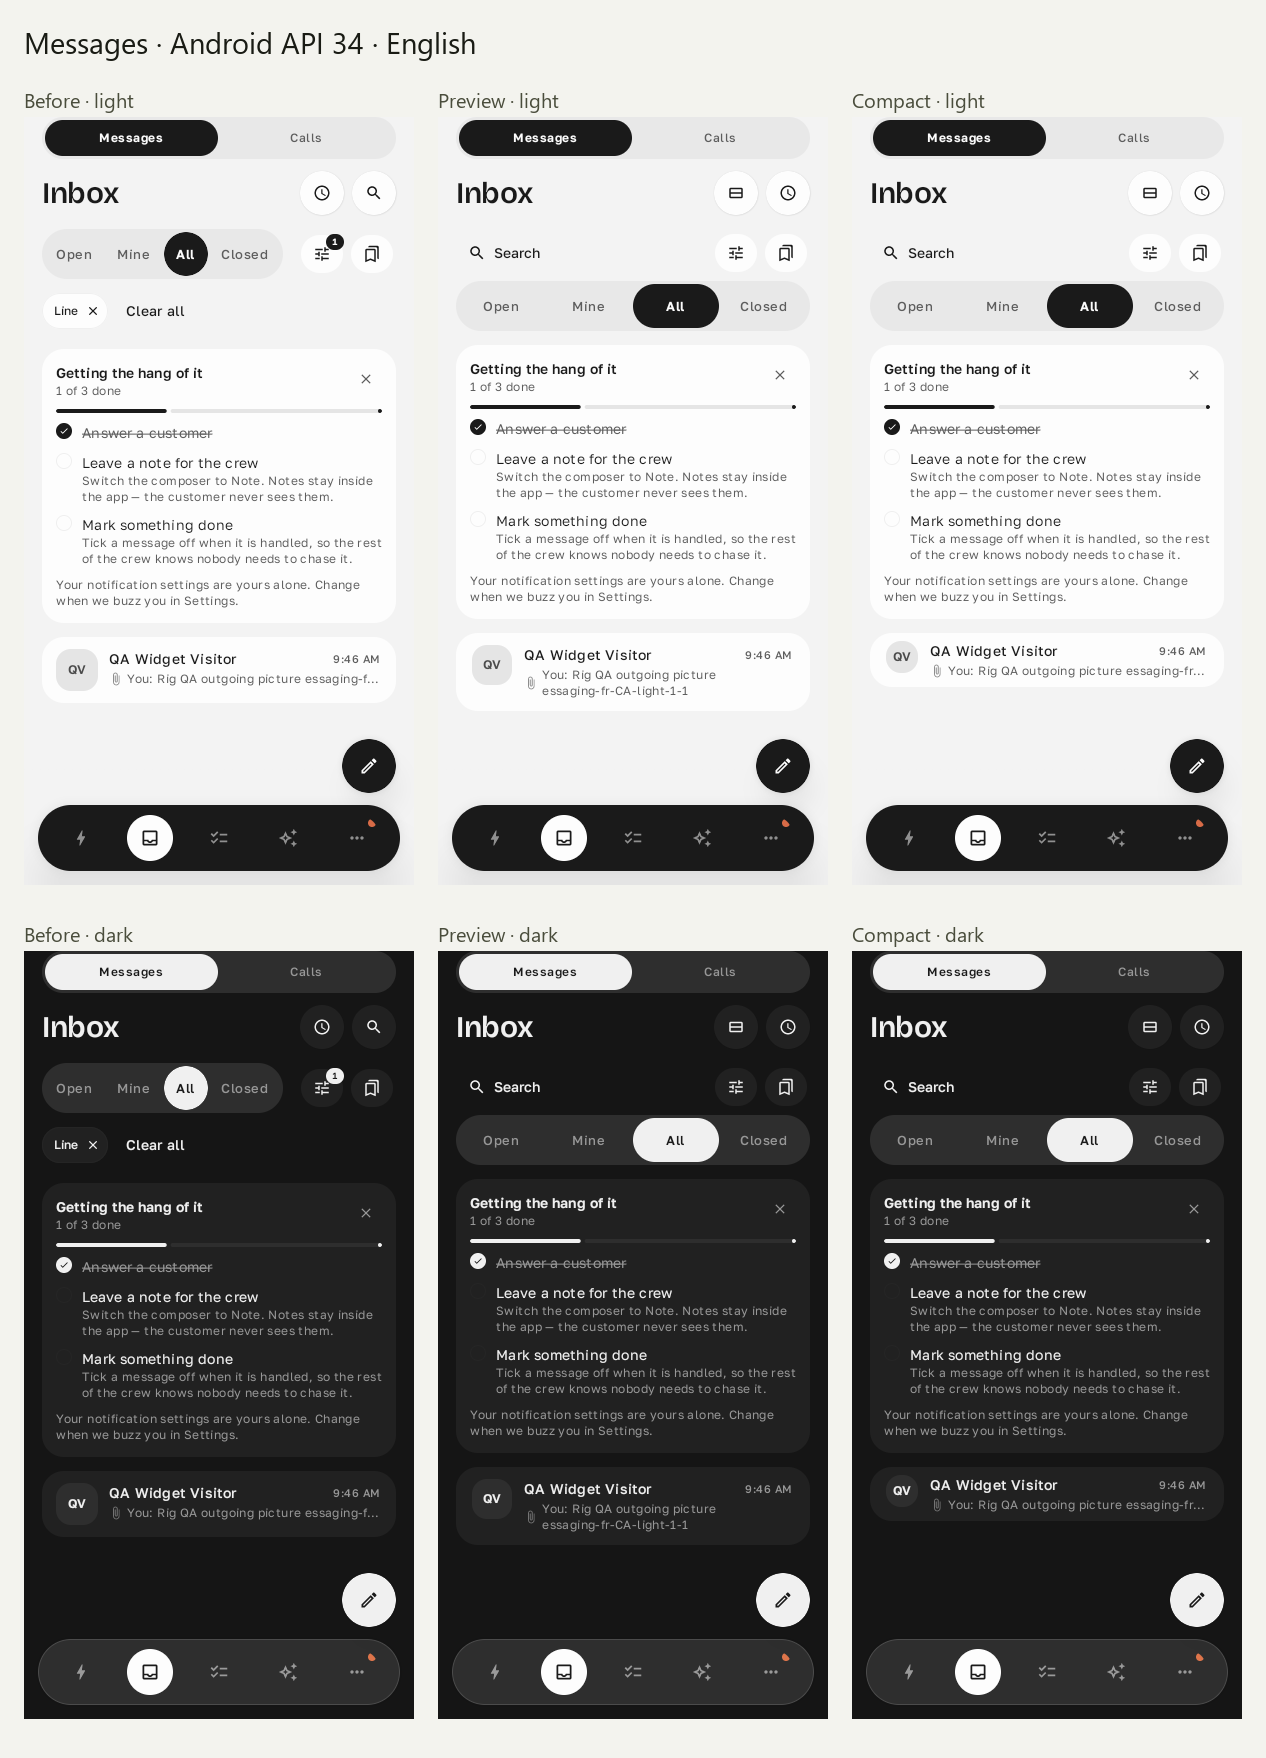 Messages · Android API 34 · English
Before · light
Messages
Calls
Inbox
Open
Mine
All
Closed
1
Line
Clear all
Getting the hang of it
1 of 3 done
Answer a customer
Leave a note for the crew
Switch the composer to Note. Notes stay inside
the app — the customer never sees them.
Mark something done
Tick a message off when it is handled, so the rest
of the crew knows nobody needs to chase it.
Your notification settings are yours alone. Change
when we buzz you in Settings.
QV
QA Widget Visitor
9:46 AM
You: Rig QA outgoing picture essaging-f...
Preview · light
Messages
Calls
Inbox
Search
Open
Mine
All
Closed
Getting the hang of it
1 of 3 done
Answer a customer
Leave a note for the crew
Switch the composer to Note. Notes stay inside
the app — the customer never sees them.
Mark something done
Tick a message off when it is handled, so the rest
of the crew knows nobody needs to chase it.
Your notification settings are yours alone. Change
when we buzz you in Settings.
QV
QA Widget Visitor
9:46 AM
You: Rig QA outgoing picture
essaging-fr-CA-light-1-1
Compact · light
Messages
Calls
Inbox
Search
Open
Mine
All
Closed
Getting the hang of it
1 of 3 done
Answer a customer
Leave a note for the crew
Switch the composer to Note. Notes stay inside
the app — the customer never sees them.
Mark something done
Tick a message off when it is handled, so the rest
of the crew knows nobody needs to chase it.
Your notification settings are yours alone. Change
when we buzz you in Settings.
QV
QA Widget Visitor
9:46 AM
You: Rig QA outgoing picture essaging-fr...
Before · dark
Messages
Calls
Inbox
Open
Mine
All
Closed
1
Line
Clear all
Getting the hang of it
1 of 3 done
Answer a customer
Leave a note for the crew
Switch the composer to Note. Notes stay inside
the app — the customer never sees them.
Mark something done
Tick a message off when it is handled, so the rest
of the crew knows nobody needs to chase it.
Your notification settings are yours alone. Change
when we buzz you in Settings.
QV
QA Widget Visitor
9:46 AM
You: Rig QA outgoing picture essaging-f...
Preview · dark
Messages
Calls
Inbox
Search
Open
Mine
All
Closed
Getting the hang of it
1 of 3 done
Answer a customer
Leave a note for the crew
Switch the composer to Note. Notes stay inside
the app — the customer never sees them.
Mark something done
Tick a message off when it is handled, so the rest
of the crew knows nobody needs to chase it.
Your notification settings are yours alone. Change
when we buzz you in Settings.
QV
QA Widget Visitor
9:46 AM
You: Rig QA outgoing picture
essaging-fr-CA-light-1-1
Compact · dark
Messages
Calls
Inbox
Search
Open
Mine
All
Closed
Getting the hang of it
1 of 3 done
Answer a customer
Leave a note for the crew
Switch the composer to Note. Notes stay inside
the app — the customer never sees them.
Mark something done
Tick a message off when it is handled, so the rest
of the crew knows nobody needs to chase it.
Your notification settings are yours alone. Change
when we buzz you in Settings.
QV
QA Widget Visitor
9:46 AM
You: Rig QA outgoing picture essaging-fr...